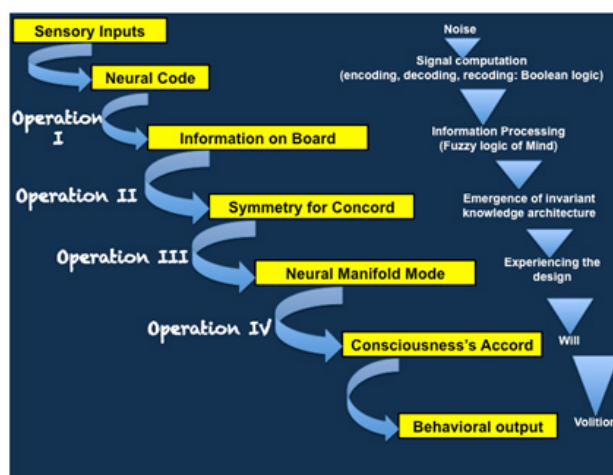 Sensory Inputs
Neural Code
Operation
I
Information on Board
Operation II
Symmetry for Concord
Operation III
Neural Manifold Mode
Operation IV
Consciousness's Accord
Behavioral output
Noise
Signal computation
(encoding, decoding, recoding: Boolean logic)
Information Processing
(Fuzzy logic of Mind)
Emergence of invariant
knowledge architecture
Experiencing the
design
Will
Volition